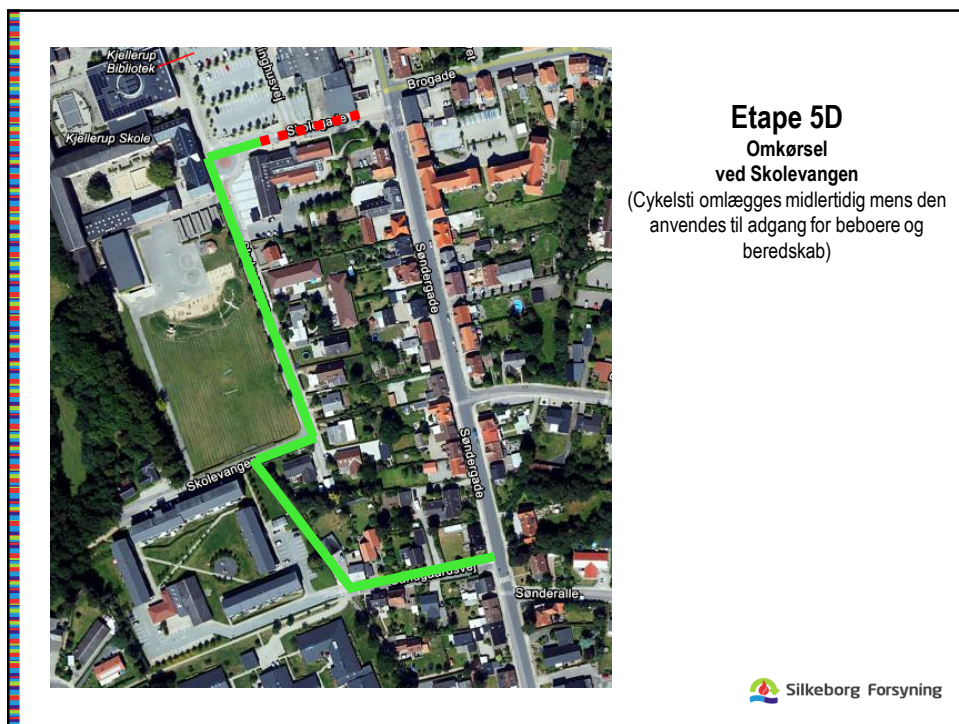 Kjellerup
Bibliotek
Kjellerup Skole
Brogade
Søndergade
Søndergade
Skolevangen
Sønderalle
Etape 5D
Omkørsel
ved Skolevangen
(Cykelsti omlægges midlertidig mens den
anvendes til adgang for beboere og
beredskab)
Silkeborg Forsyning